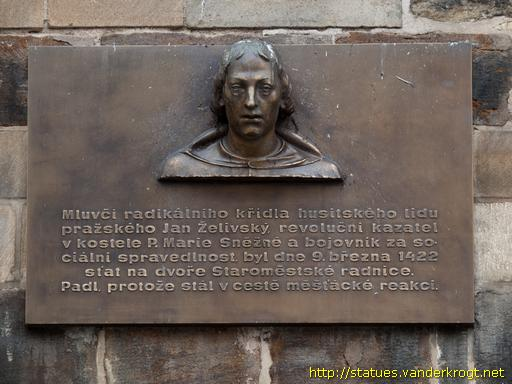 Mluvčí radikálního křídla husitského lidu
pražského Jan Želivský, revoluční kazatel
v kostele P. Marie Sněžné a bojovník za so-
ciální spravedlnost, byl dne 9. března 1422
sťat na dvoře Staroměstské radnice.
Padl, protože stál v cestě měšťácké reakci.
http://statues.vanderkrogt.net